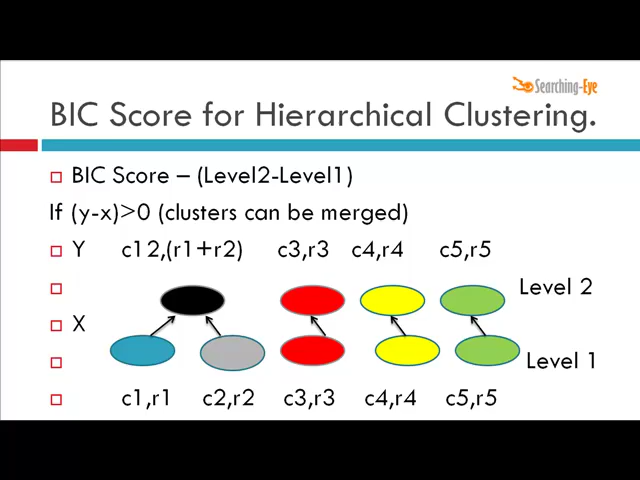 Searching-Eye
BIC Score for Hierarchical Clustering.
BIC Score – (Level2-Level1)
If (y-x)>0 (clusters can be merged)
Y c12,(r1+r2) c3,r3 c4,r4 c5,r5
Level 2
X
Level 1
c1,r1 c2,r2 c3,r3 c4,r4 c5,r5